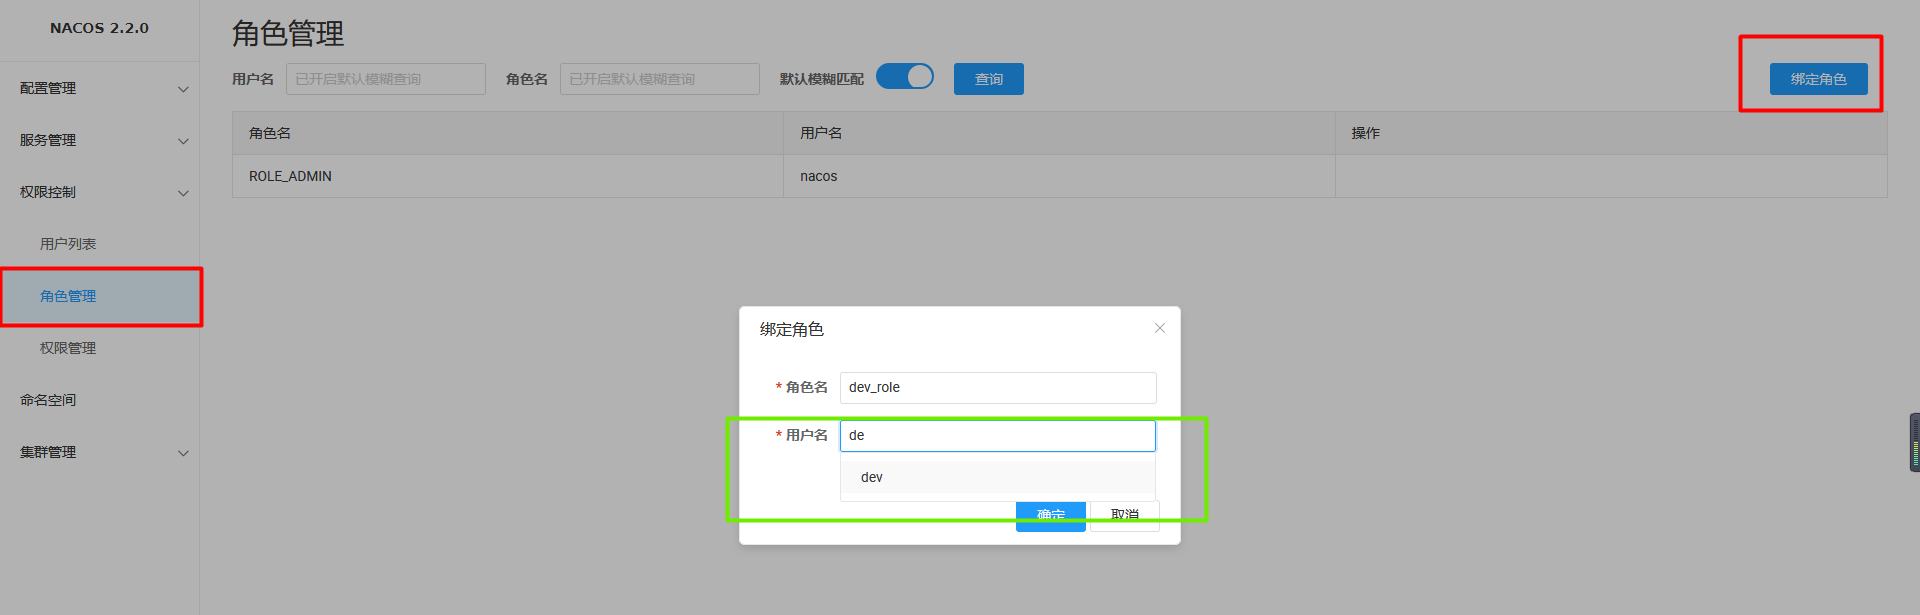 NACOS 2.2.0
配置管理
服务管理
权限控制
用户列表
角色管理
权限管理
命名空间
集群管理
角色管理
用户名 已开启默认模糊查询 角色名 已开启默认模糊查询 默认模糊匹配 查询 绑定角色
角色名 用户名 操作
ROLE_ADMIN nacos
绑定角色
* 角色名 dev_role
* 用户名 de
dev
确定 取消